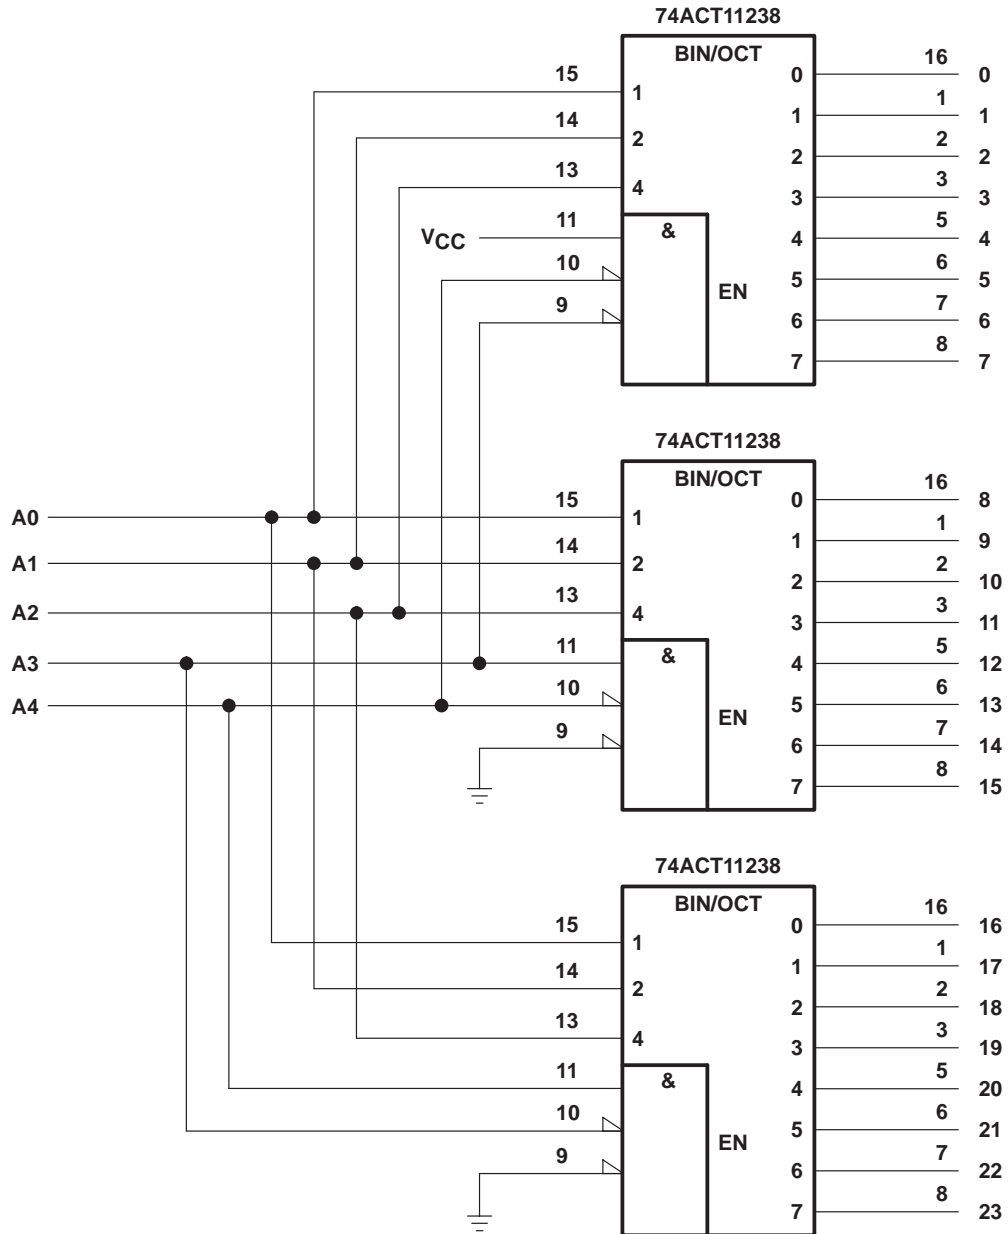 74ACT11238
BIN/OCT
15 1 0 16 0
14 2 1 1 1
13 4 2 2 2
3 3 3
VCC 11 & 4 5 4
10 EN 5 6 5
9 6 7 6
7 8 7
74ACT11238
BIN/OCT
A0 15 1 0 16 8
A1 14 2 1 1 9
A2 13 4 2 2 10
3 3 11
A3 11 & 4 5 12
A4 10 EN 5 6 13
9 6 7 14
7 8 15
74ACT11238
BIN/OCT
15 1 0 16 16
14 2 1 1 17
13 4 2 2 18
3 3 19
11 & 4 5 20
10 EN 5 6 21
9 6 7 22
7 8 23